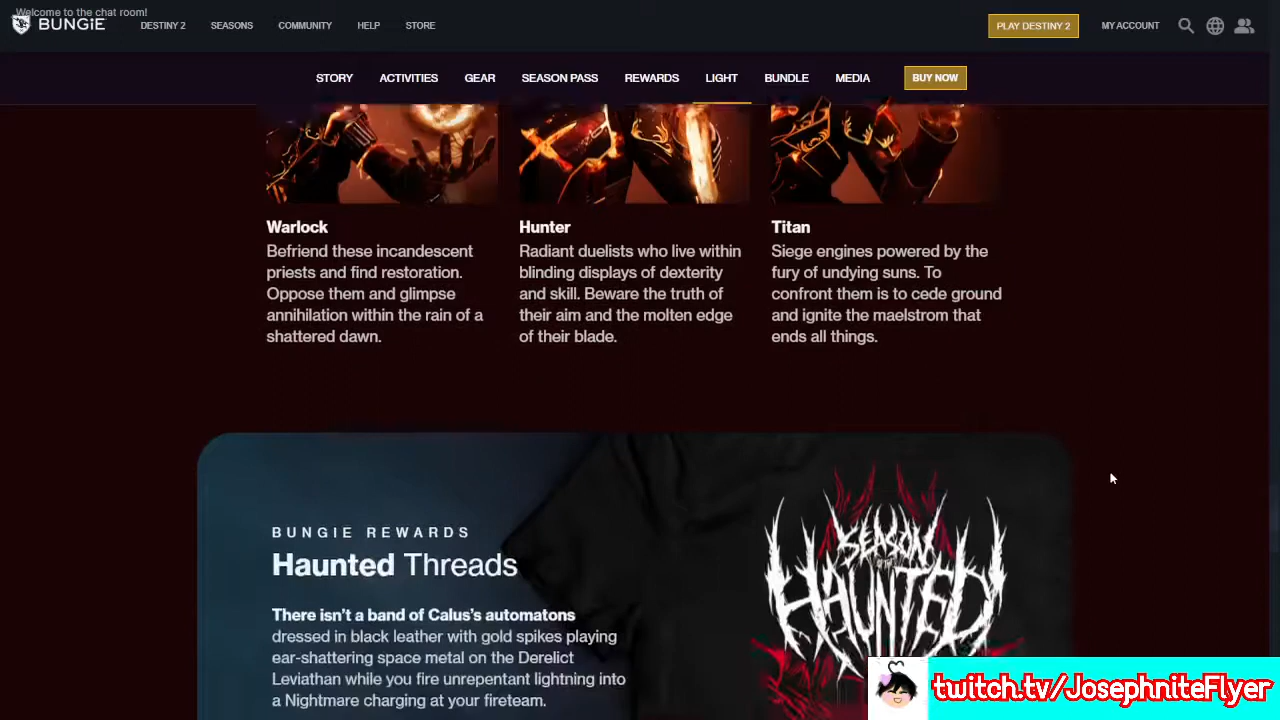 Welcome to the chat room!
BUNGiE
DESTINY 2 SEASONS COMMUNITY HELP STORE
PLAY DESTINY 2 MY ACCOUNT
STORY ACTIVITIES GEAR SEASON PASS REWARDS LIGHT BUNDLE MEDIA BUY NOW
Warlock
Befriend these incandescent
priests and find restoration.
Oppose them and glimpse
annihilation within the rain of a
shattered dawn.
Hunter
Radiant duelists who live within
blinding displays of dexterity
and skill. Beware the truth of
their aim and the molten edge
of their blade.
Titan
Siege engines powered by the
fury of undying suns. To
confront them is to cede ground
and ignite the maelstrom that
ends all things.
BUNGIE REWARDS
Haunted Threads
There isn't a band of Calus's automatons
dressed in black leather with gold spikes playing
ear-shattering space metal on the Derelict
Leviathan while you fire unrepentant lightning into
a Nightmare charging at your fireteam.
SEASON
OF THE
HAUNTED
twitch.tv/JosephniteFlyer